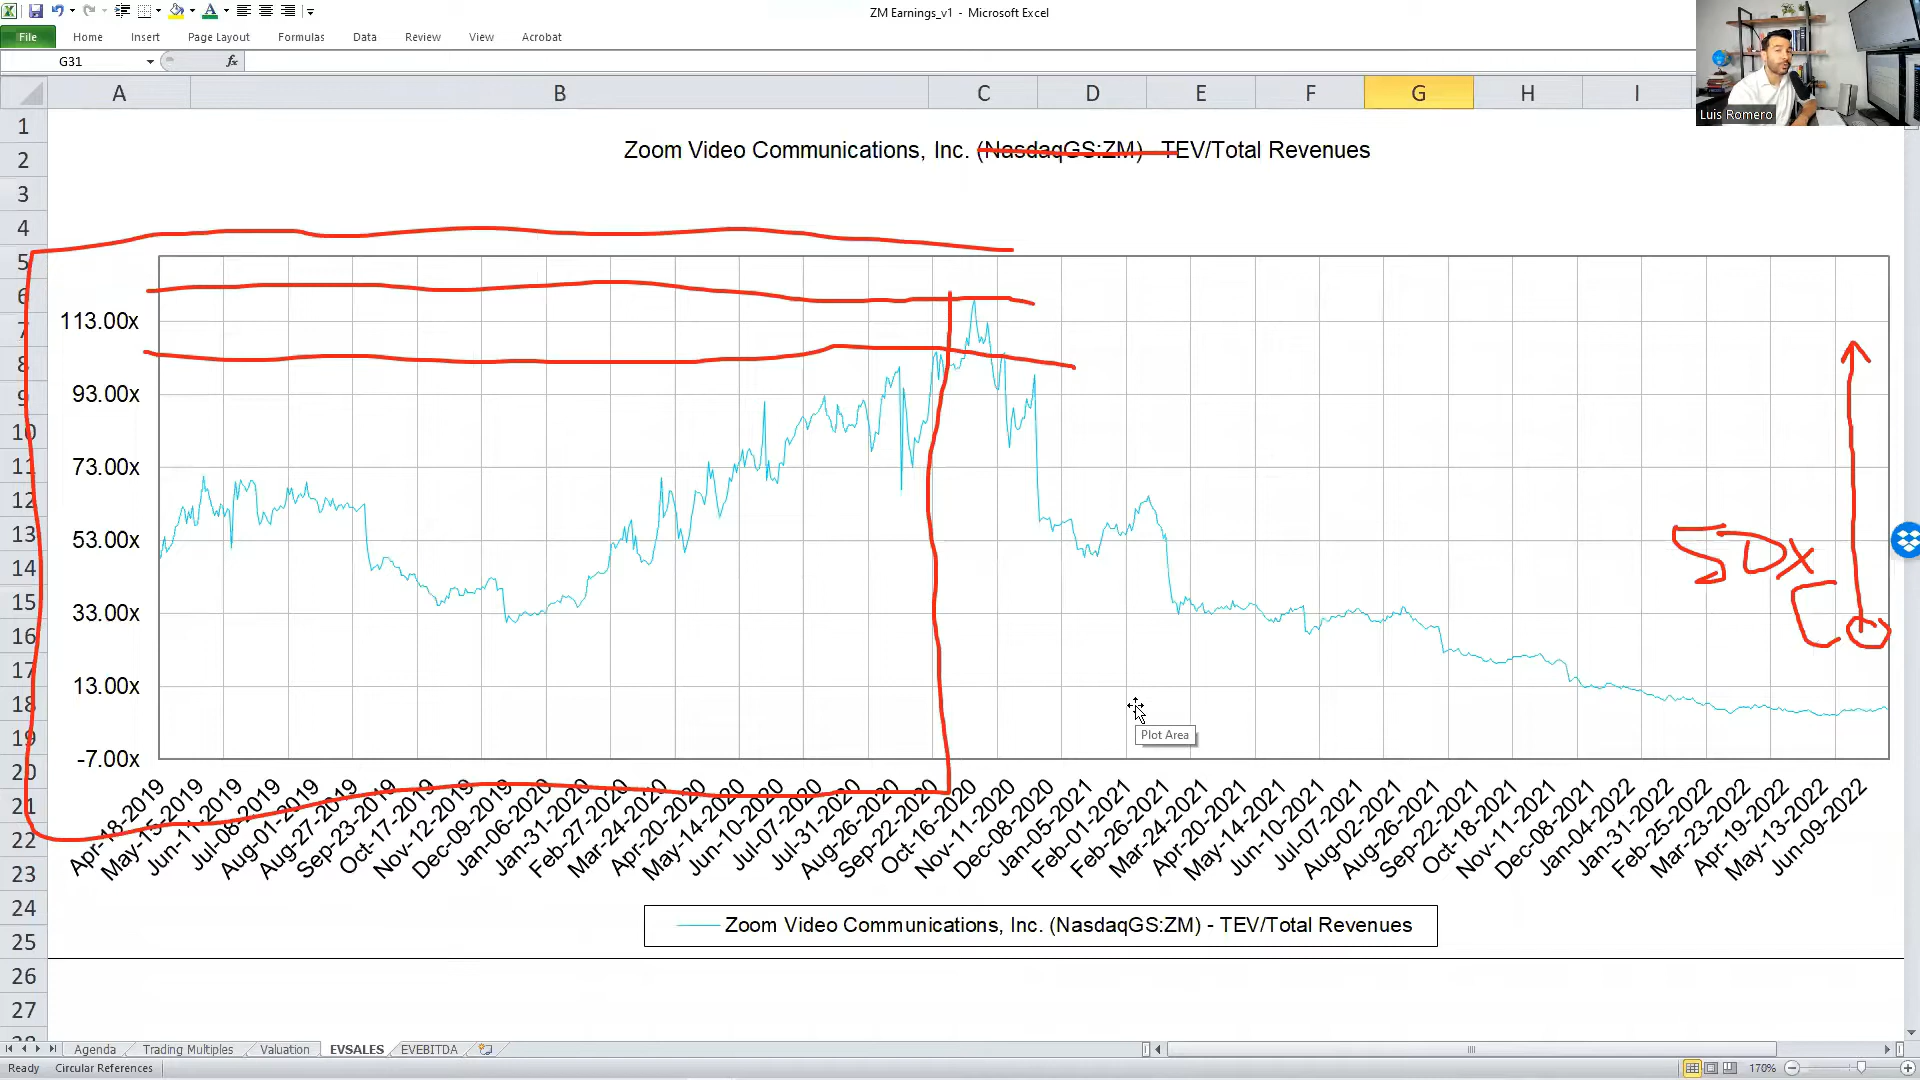 ZM Earnings_v1 - Microsoft Excel
File Home Insert Page Layout Formulas Data Review View Acrobat
G31 fx
Luis Romero
A B C D E F G H I
1
2
3
4
5
6
7
8
9
10
11
12
13
14
15
16
17
18
19
20
21
22
23
24
25
26
27
Zoom Video Communications, Inc. (NasdaqGS:ZM) - TEV/Total Revenues
113.00x
93.00x
73.00x
53.00x
33.00x
13.00x
-7.00x
50x
Plot Area
Apr-18-2019
May-15-2019
Jun-11-2019
Jul-08-2019
Aug-01-2019
Aug-27-2019
Sep-23-2019
Oct-17-2019
Nov-12-2019
Dec-09-2019
Jan-06-2020
Jan-31-2020
Feb-27-2020
Mar-24-2020
Apr-20-2020
May-14-2020
Jun-10-2020
Jul-07-2020
Jul-31-2020
Aug-26-2020
Sep-22-2020
Oct-16-2020
Nov-11-2020
Dec-08-2020
Jan-05-2021
Feb-01-2021
Feb-26-2021
Mar-24-2021
Apr-20-2021
May-14-2021
Jun-10-2021
Jul-07-2021
Aug-02-2021
Aug-26-2021
Sep-22-2021
Oct-18-2021
Nov-11-2021
Dec-08-2021
Jan-04-2022
Jan-31-2022
Feb-25-2022
Mar-23-2022
Apr-19-2022
May-13-2022
Jun-09-2022
Zoom Video Communications, Inc. (NasdaqGS:ZM) - TEV/Total Revenues
Agenda Trading Multiples Valuation EVSALES EVEBITDA
Ready Circular References 170%